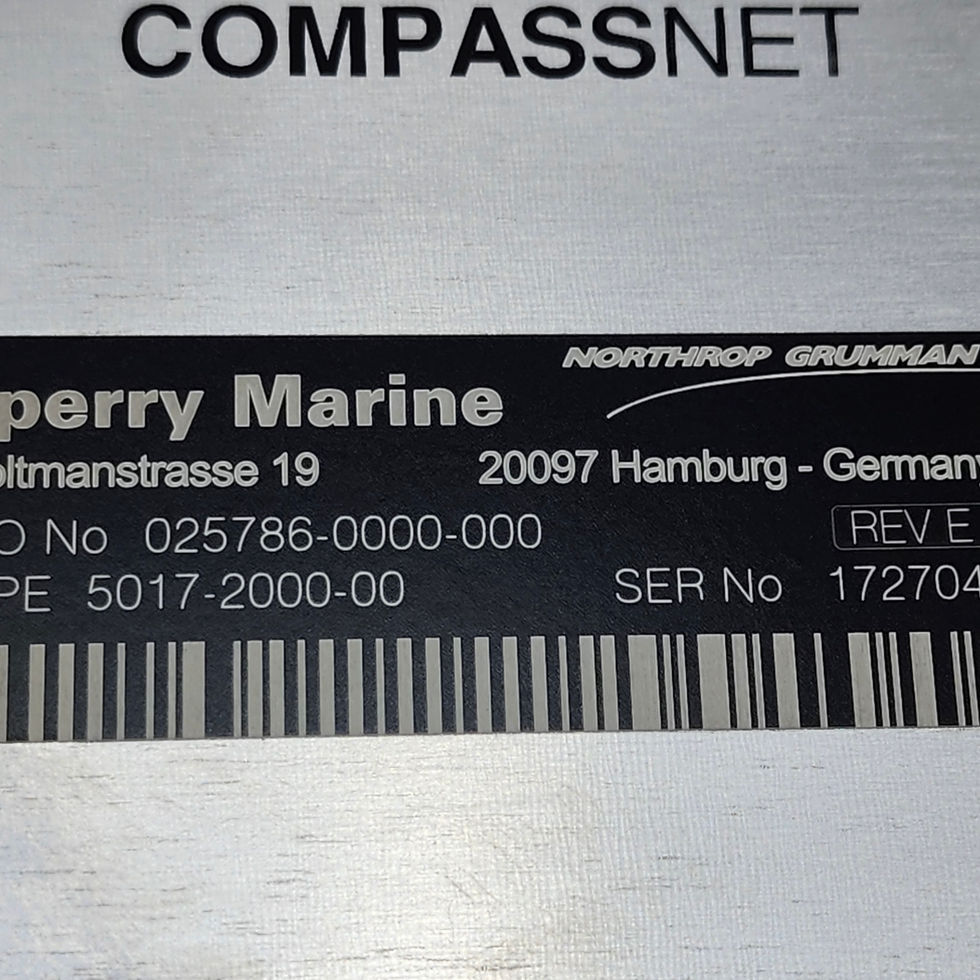 COMPASSNET
NORTHROP GRUMMAN
perry Marine
oltmanstrasse 19 20097 Hamburg - Germany
O No 025786-0000-000 REV E
PE 5017-2000-00 SER No 172704